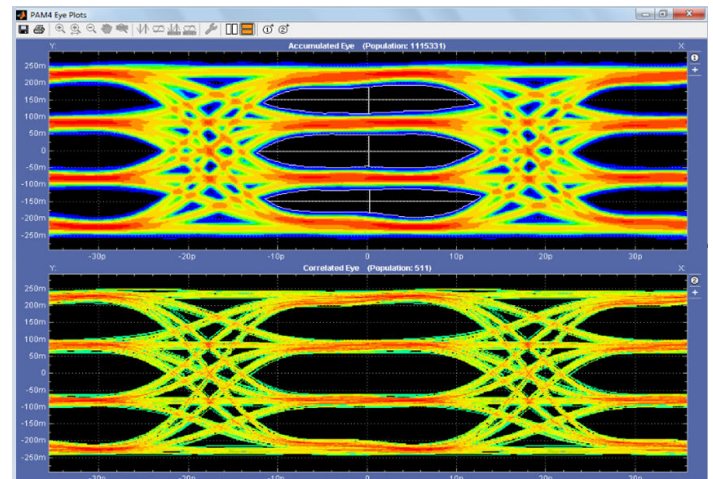 PAM4 Eye Plots
Y: Accumulated Eye (Population: 1115331) X:
250m
200m
150m
100m
50m
0
-50m
-100m
-150m
-200m
-250m
-30p -20p -10p 0 10p 20p 30p
Y: Correlated Eye (Population: 511) X:
250m
200m
150m
100m
50m
0
-50m
-100m
-150m
-200m
-250m
-30p -20p -10p 0 10p 20p 30p